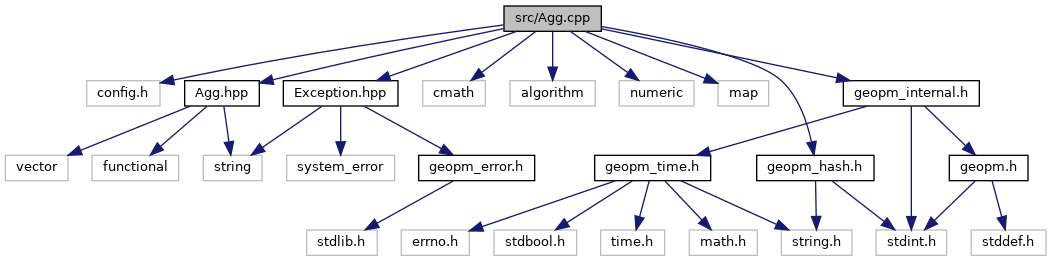 src/Agg.cpp
config.h
Agg.hpp
Exception.hpp
cmath
algorithm
numeric
map
geopm_internal.h
vector
functional
string
system_error
geopm_error.h
geopm_time.h
geopm_hash.h
geopm.h
stdlib.h
errno.h
stdbool.h
time.h
math.h
string.h
stdint.h
stddef.h